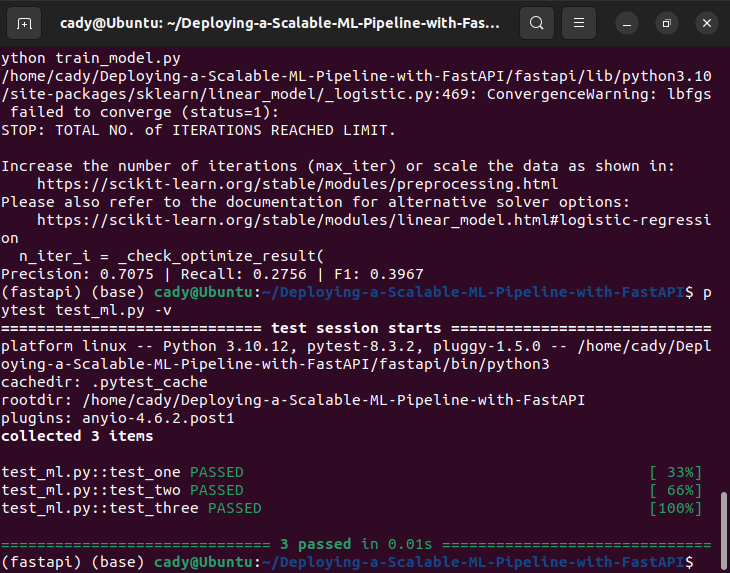 cady@Ubuntu: ~/Deploying-a-Scalable-ML-Pipeline-with-Fas...
ython train_model.py
/home/cady/Deploying-a-Scalable-ML-Pipeline-with-FastAPI/fastapi/lib/python3.10
/site-packages/sklearn/linear_model/_logistic.py:469: ConvergenceWarning: lbfgs
 failed to converge (status=1):
STOP: TOTAL NO. of ITERATIONS REACHED LIMIT.

Increase the number of iterations (max_iter) or scale the data as shown in:
    https://scikit-learn.org/stable/modules/preprocessing.html
Please also refer to the documentation for alternative solver options:
    https://scikit-learn.org/stable/modules/linear_model.html#logistic-regressi
on
  n_iter_i = _check_optimize_result(
Precision: 0.7075 | Recall: 0.2756 | F1: 0.3967
(fastapi) (base) cady@Ubuntu:~/Deploying-a-Scalable-ML-Pipeline-with-FastAPI$ p
ytest test_ml.py -v
============================= test session starts =============================
platform linux -- Python 3.10.12, pytest-8.3.2, pluggy-1.5.0 -- /home/cady/Depl
oying-a-Scalable-ML-Pipeline-with-FastAPI/fastapi/bin/python3
cachedir: .pytest_cache
rootdir: /home/cady/Deploying-a-Scalable-ML-Pipeline-with-FastAPI
plugins: anyio-4.6.2.post1
collected 3 items

test_ml.py::test_one PASSED                                             [ 33%]
test_ml.py::test_two PASSED                                             [ 66%]
test_ml.py::test_three PASSED                                           [100%]

============================== 3 passed in 0.01s ==============================
(fastapi) (base) cady@Ubuntu:~/Deploying-a-Scalable-ML-Pipeline-with-FastAPI$